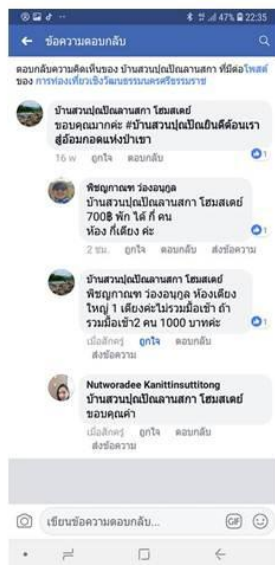 47% 22:35
ข้อความตอบกลับ
ตอบกลับความคิดเห็นของ บ้านสวนปุณปัณลานสกา ที่มีต่อโพสต์
ของ การท่องเที่ยวเชิงวัฒนธรรมนครศรีธรรมราช
บ้านสวนปุณปัณลานสกา โฮมสเตย์
ขอบคุณมากค่ะ #บ้านสวนปุณปัณยินดีต้อนเรา
สู่อ้อมกอดแห่งป่าเขา
16 w ถูกใจ ตอบกลับ 1
พิชญาภณฑ ว่องอนุกูล
บ้านสวนปุณปัณลานสกา โฮมสเตย์
700฿ พัก ได้ กี่ คน
ห้อง กี่เตียง ค่ะ
2 ชม. ถูกใจ ตอบกลับ ส่งข้อความ 1
บ้านสวนปุณปัณลานสกา โฮมสเตย์
พิชญาภณฑ ว่องอนุกูล ห้องเตียง
ใหญ่ 1 เตียงค่ะไม่รวมมื้อเช้า ถ้า
รวมมื้อเช้า2 คน 1000 บาทค่ะ
เมื่อสักครู่ ถูกใจ ตอบกลับ 1
ส่งข้อความ
Nutworadee Kanittinsuttitong
บ้านสวนปุณปัณลานสกา โฮมสเตย์
ขอบคุณค่า
เมื่อสักครู่ ถูกใจ ตอบกลับ
ส่งข้อความ
เขียนข้อความตอบกลับ... GIF